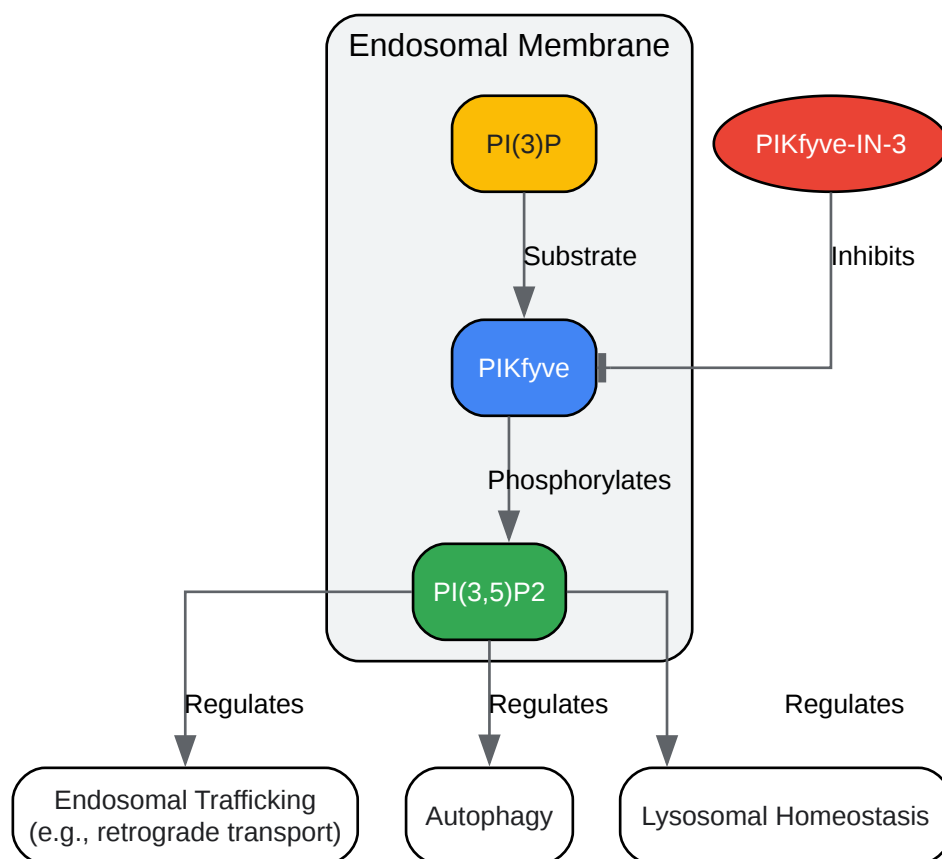 Endosomal Membrane
PI(3)P
PIKfyve-IN-3
Substrate
Inhibits
PIKfyve
Phosphorylates
PI(3,5)P2
Regulates
Regulates
Regulates
Endosomal Trafficking
(e.g., retrograde transport)
Autophagy
Lysosomal Homeostasis